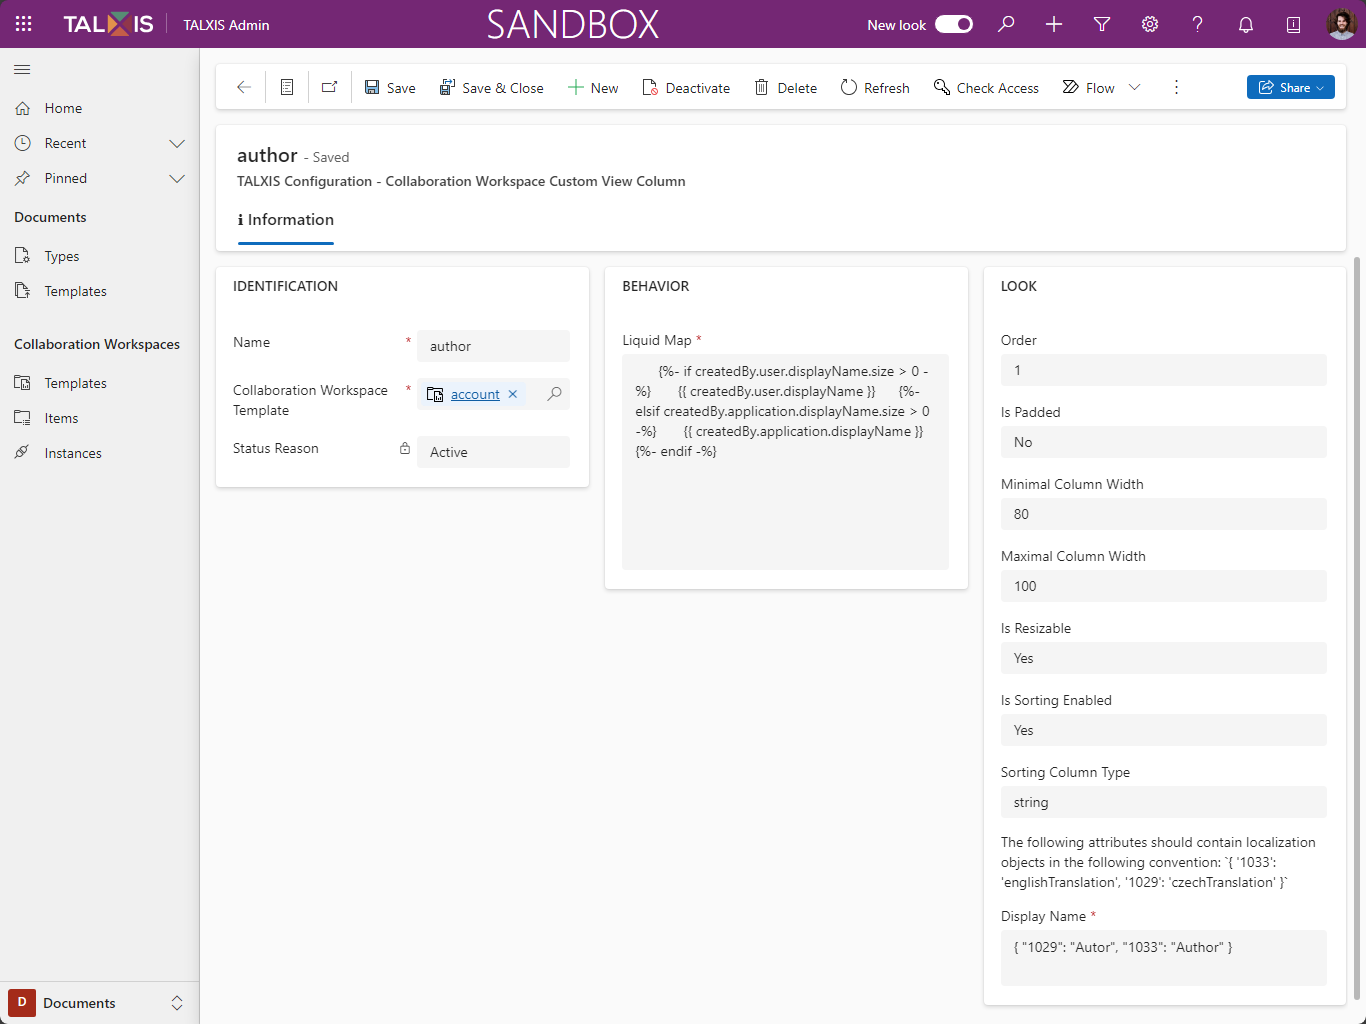 TALXIS
TALXIS Admin
SANDBOX
New look
Home
Recent
Pinned
Documents
Types
Templates
Collaboration Workspaces
Templates
Items
Instances
D
Documents
Save
Save & Close
New
Deactivate
Delete
Refresh
Check Access
Flow
Share
author - Saved
TALXIS Configuration - Collaboration Workspace Custom View Column
Information
IDENTIFICATION
Name *
author
Collaboration Workspace
Template *
account
Status Reason
Active
BEHAVIOR
Liquid Map *
{%- if createdBy.user.displayName.size > 0 -
%} {{ createdBy.user.displayName }} {%-
elsif createdBy.application.displayName.size > 0
-%} {{ createdBy.application.displayName }}
{%- endif -%}
LOOK
Order
1
Is Padded
No
Minimal Column Width
80
Maximal Column Width
100
Is Resizable
Yes
Is Sorting Enabled
Yes
Sorting Column Type
string
The following attributes should contain localization
objects in the following convention: `{ '1033':
'englishTranslation', '1029': 'czechTranslation' }`
Display Name *
{ "1029": "Autor", "1033": "Author" }